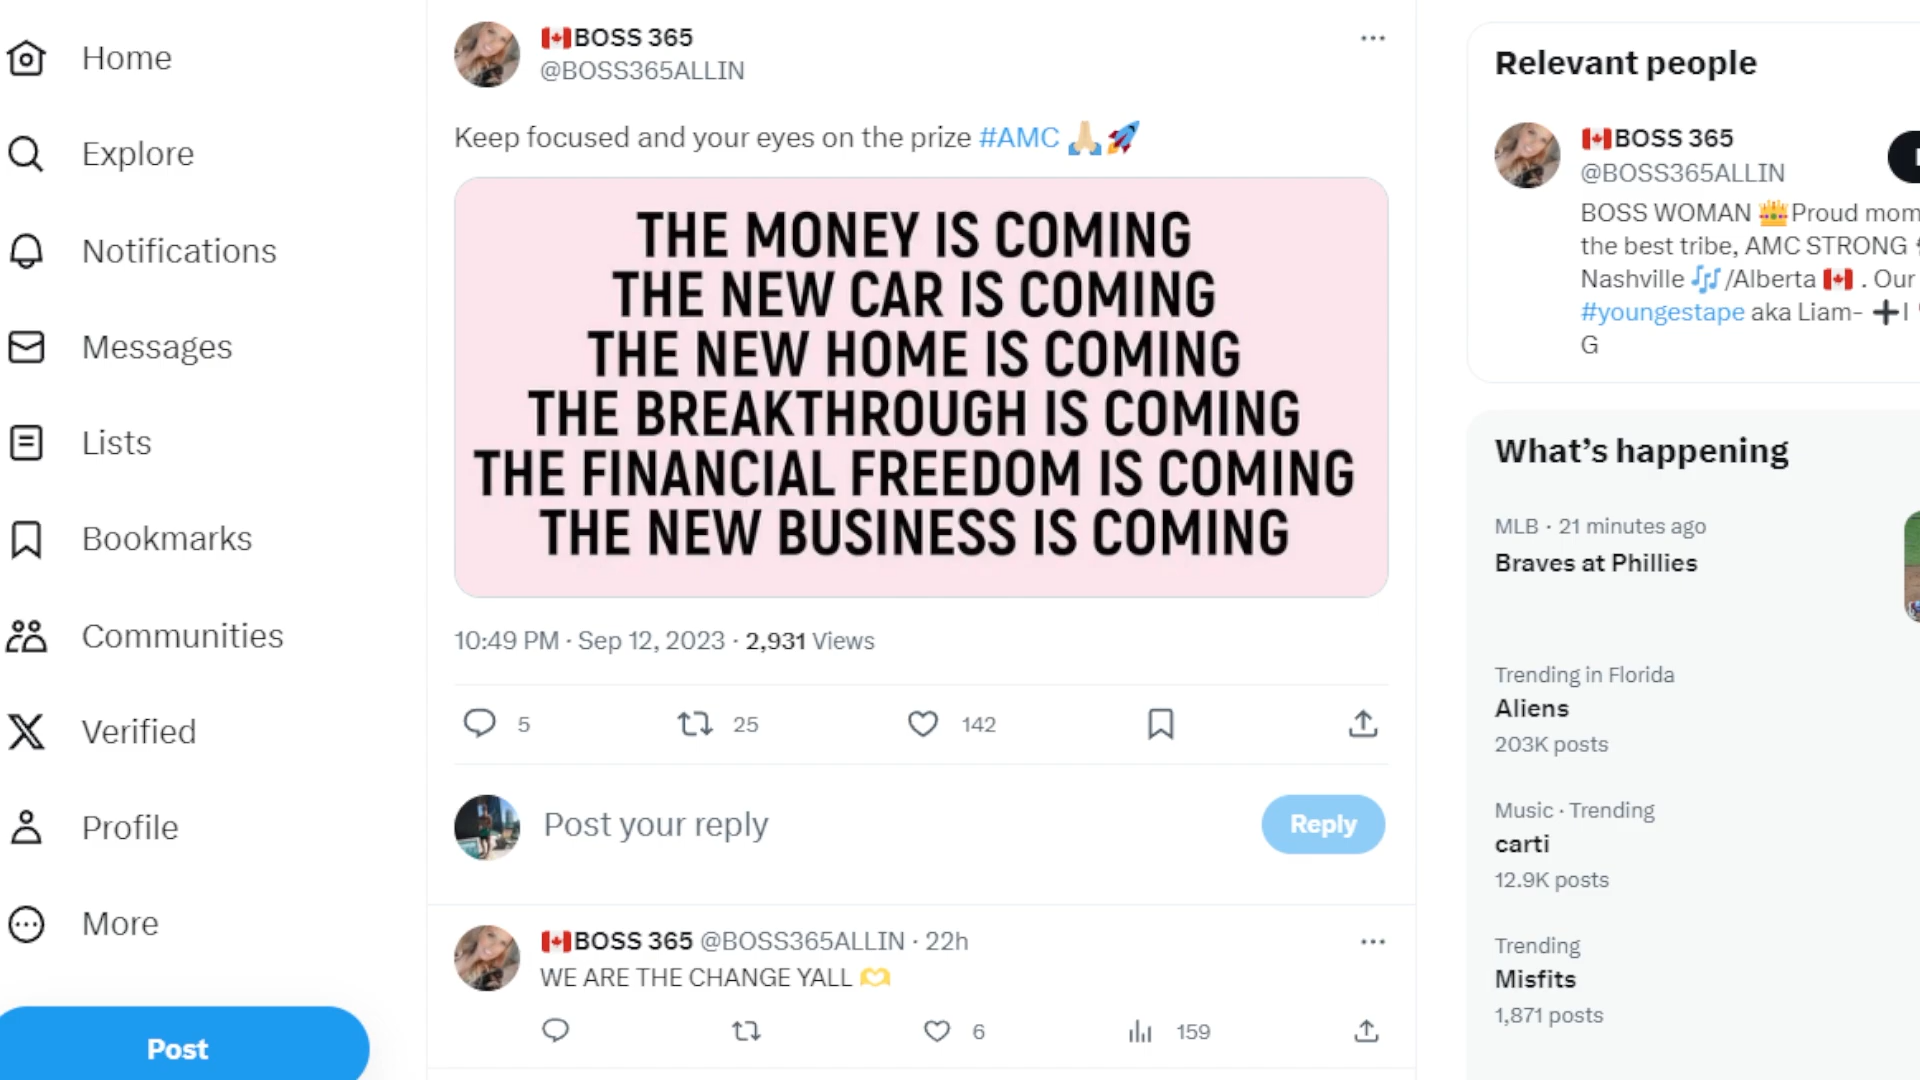 Home
Explore
Notifications
Messages
Lists
Bookmarks
Communities
Verified
Profile
More
Post
🇨🇦BOSS 365
@BOSS365ALLIN
Keep focused and your eyes on the prize #AMC 🙏🏼🚀
THE MONEY IS COMING
THE NEW CAR IS COMING
THE NEW HOME IS COMING
THE BREAKTHROUGH IS COMING
THE FINANCIAL FREEDOM IS COMING
THE NEW BUSINESS IS COMING
10:49 PM · Sep 12, 2023 · 2,931 Views
5 25 142
Post your reply
Reply
🇨🇦BOSS 365 @BOSS365ALLIN · 22h
WE ARE THE CHANGE YALL 🫶
6 159
Relevant people
🇨🇦BOSS 365
@BOSS365ALLIN
BOSS WOMAN 👑Proud mom
the best tribe, AMC STRONG
Nashville 🎶/Alberta 🇨🇦 . Our
#youngestape aka Liam- ➕I
G
What’s happening
MLB · 21 minutes ago
Braves at Phillies
Trending in Florida
Aliens
203K posts
Music · Trending
carti
12.9K posts
Trending
Misfits
1,871 posts